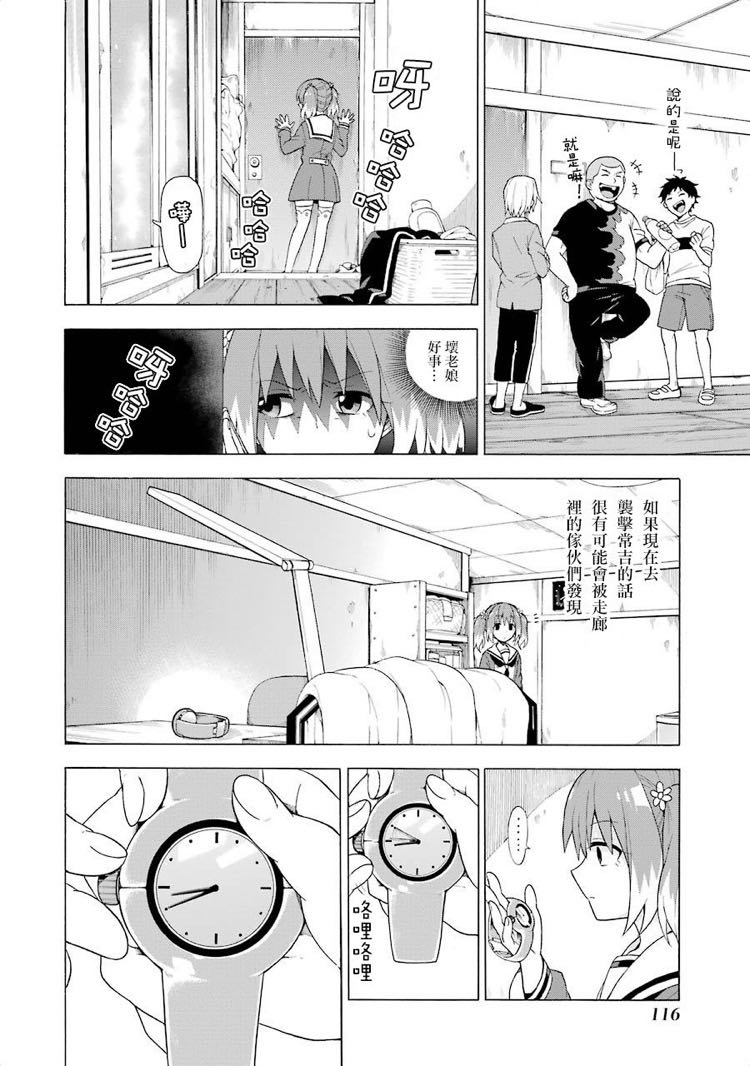 說的是呢——
就是嘛！
呀
哈哈哈
哈哈哈
嘩——
壞老娘
好事…
呀
哈哈哈
如果現在去
襲擊常吉的話
很有可能會被走廊
裡的傢伙們發現
……
咯哩咯哩
116